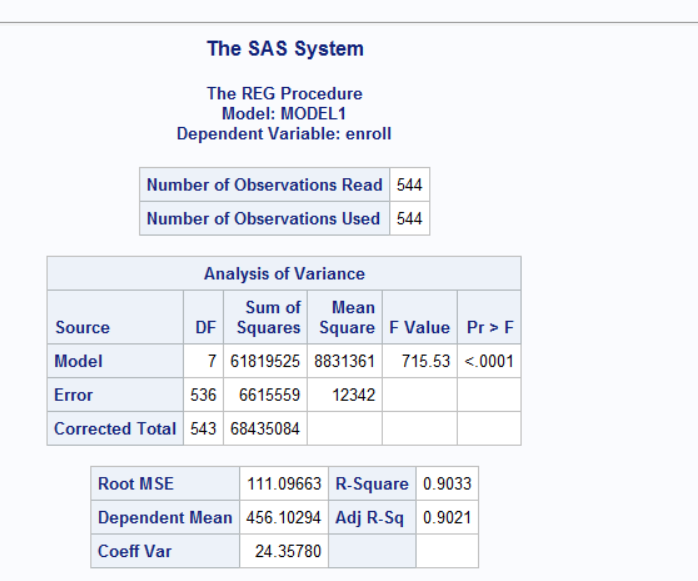 The SAS System
The REG Procedure
Model: MODEL1
Dependent Variable: enroll
Number of Observations Read 544
Number of Observations Used 544
Analysis of Variance
Source DF Sum of Squares Mean Square F Value Pr > F
Model 7 61819525 8831361 715.53 <.0001
Error 536 6615559 12342
Corrected Total 543 68435084
Root MSE 111.09663 R-Square 0.9033
Dependent Mean 456.10294 Adj R-Sq 0.9021
Coeff Var 24.35780